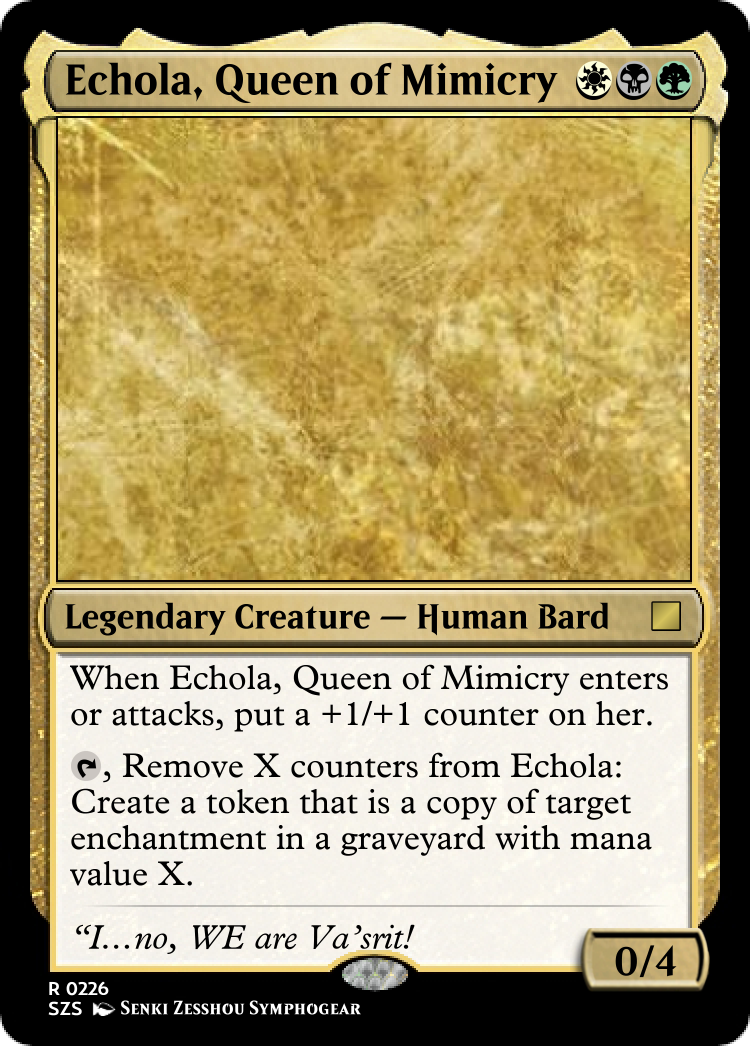 Echola, Queen of Mimicry
Legendary Creature — Human Bard
When Echola, Queen of Mimicry enters
or attacks, put a +1/+1 counter on her.
, Remove X counters from Echola:
Create a token that is a copy of target
enchantment in a graveyard with mana
value X.
“I...no, WE are Va’srit!
0/4
R 0226
SZS Senki Zesshou Symphogear